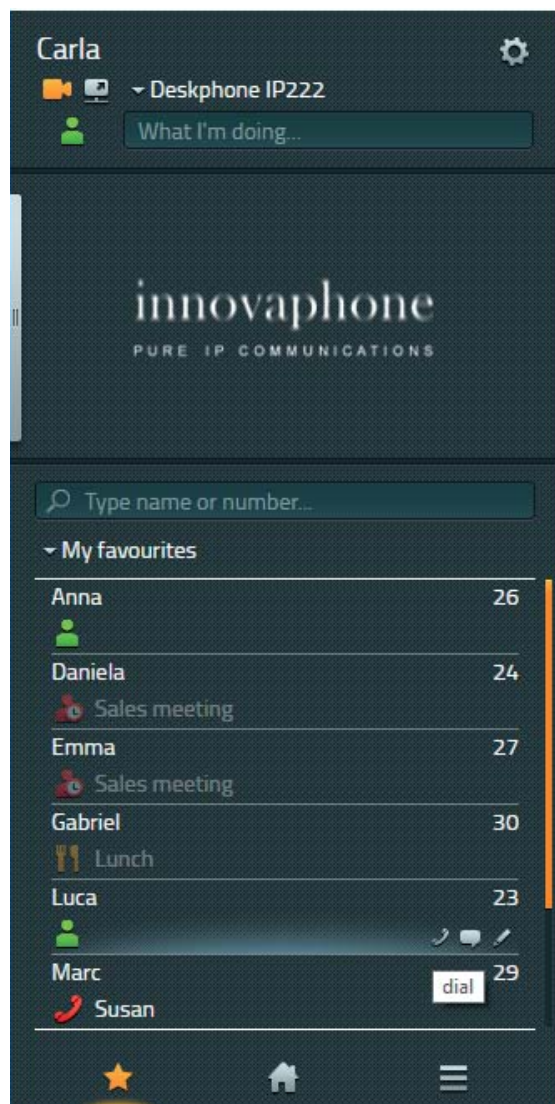 Carla
Deskphone IP222
What I'm doing...
innovaphone
PURE IP COMMUNICATIONS
Type name or number...
My favourites
Anna 26
Daniela 24
Sales meeting
Emma 27
Sales meeting
Gabriel 30
Lunch
Luca 23
Marc 29
dial
Susan